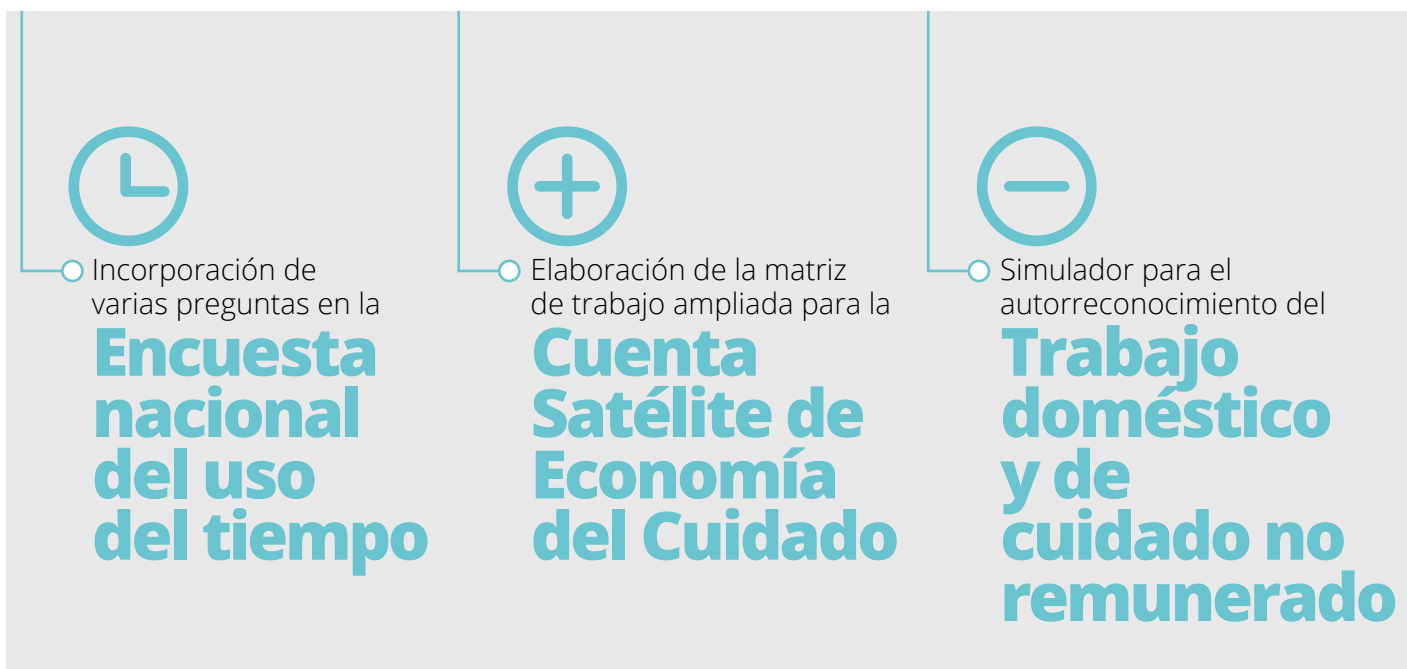 Incorporación de
varias preguntas en la
Encuesta
nacional
del uso
del tiempo
Elaboración de la matriz
de trabajo ampliada para la
Cuenta
Satélite de
Economía
del Cuidado
Simulador para el
autorreconocimiento del
Trabajo
doméstico
y de
cuidado no
remunerado